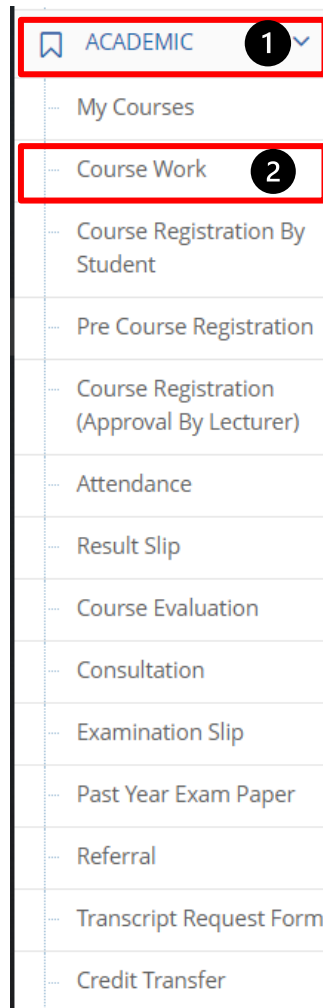 ACADEMIC 1
My Courses
Course Work 2
Course Registration By
Student
Pre Course Registration
Course Registration
(Approval By Lecturer)
Attendance
Result Slip
Course Evaluation
Consultation
Examination Slip
Past Year Exam Paper
Referral
Transcript Request Form
Credit Transfer